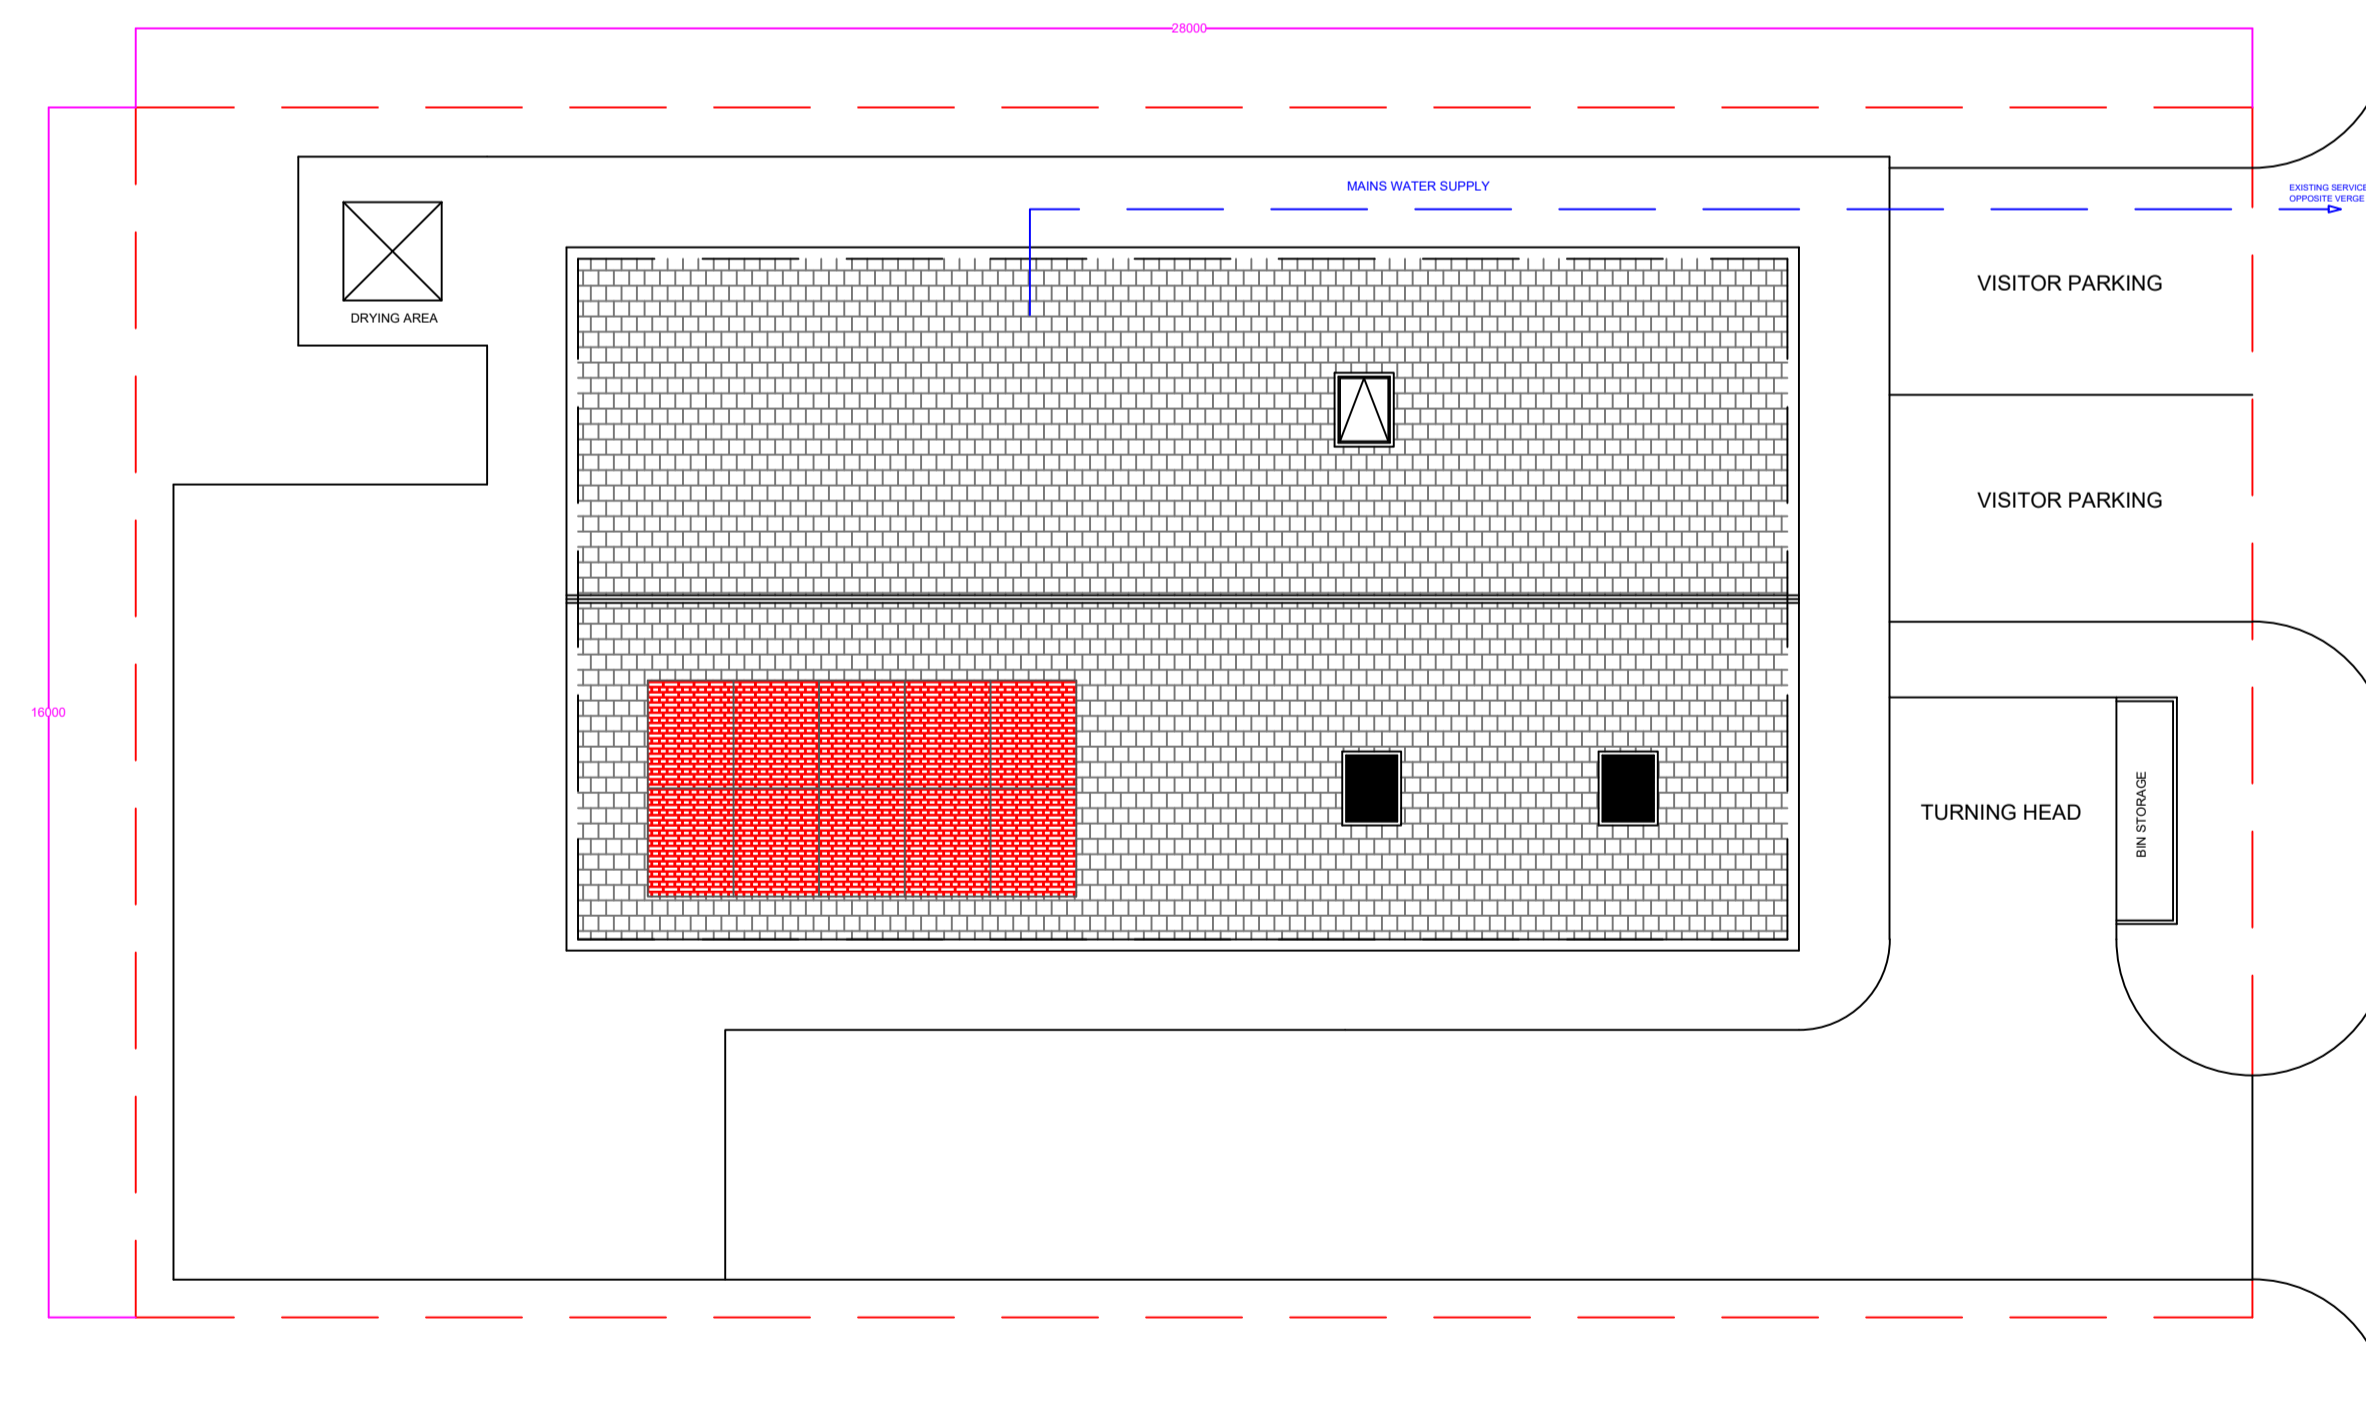 28000
MAINS WATER SUPPLY
EXISTING SERVICE
OPPOSITE VERGE
VISITOR PARKING
DRYING AREA
VISITOR PARKING
16000
TURNING HEAD
BIN STORAGE